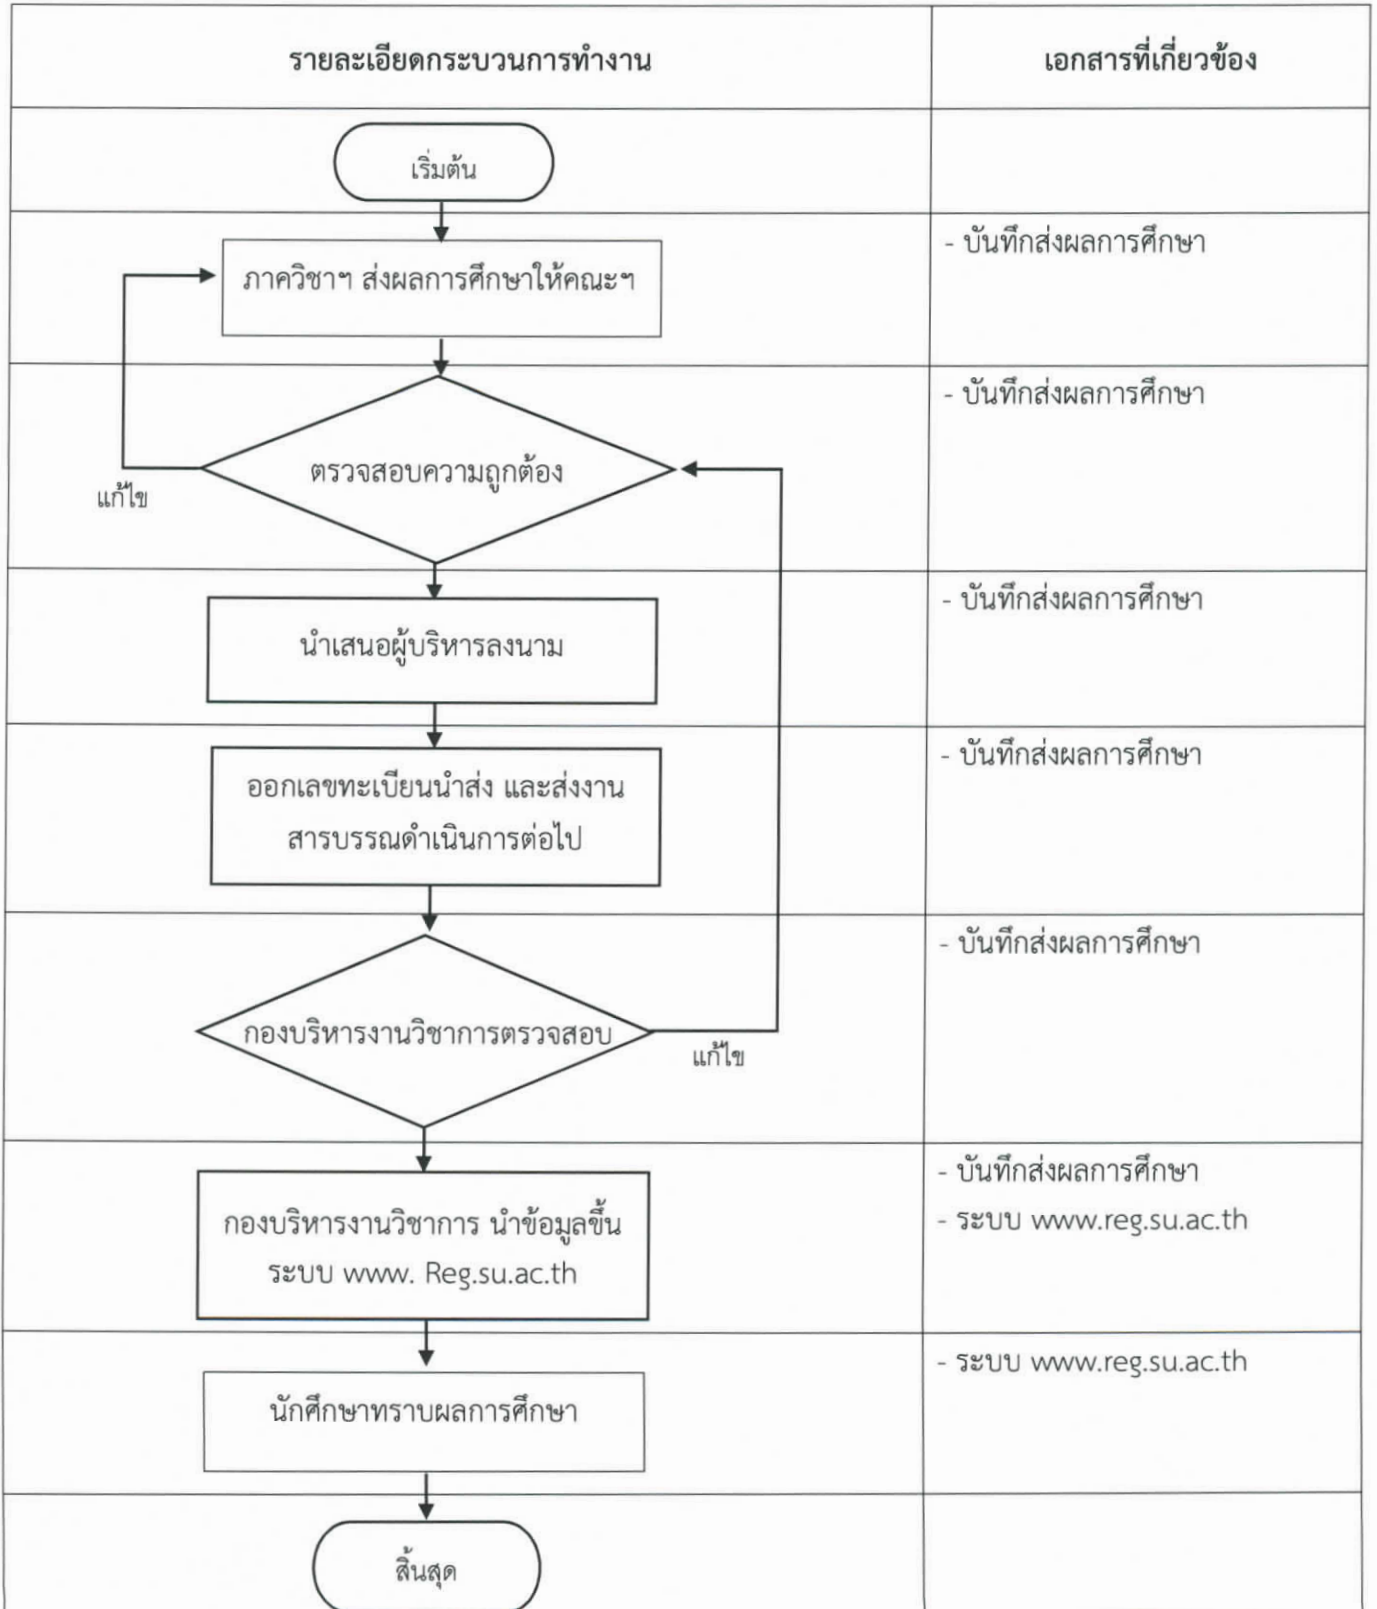 รายละเอียดกระบวนการทำงาน
เอกสารที่เกี่ยวข้อง
เริ่มต้น
ภาควิชาฯ ส่งผลการศึกษาให้คณะฯ
- บันทึกส่งผลการศึกษา
ตรวจสอบความถูกต้อง
แก้ไข
- บันทึกส่งผลการศึกษา
นำเสนอผู้บริหารลงนาม
- บันทึกส่งผลการศึกษา
ออกเลขทะเบียนนำส่ง และส่งงาน
สารบรรณดำเนินการต่อไป
- บันทึกส่งผลการศึกษา
กองบริหารงานวิชาการตรวจสอบ
แก้ไข
- บันทึกส่งผลการศึกษา
กองบริหารงานวิชาการ นำข้อมูลขึ้น
ระบบ www. Reg.su.ac.th
- บันทึกส่งผลการศึกษา
- ระบบ www.reg.su.ac.th
นักศึกษาทราบผลการศึกษา
- ระบบ www.reg.su.ac.th
สิ้นสุด